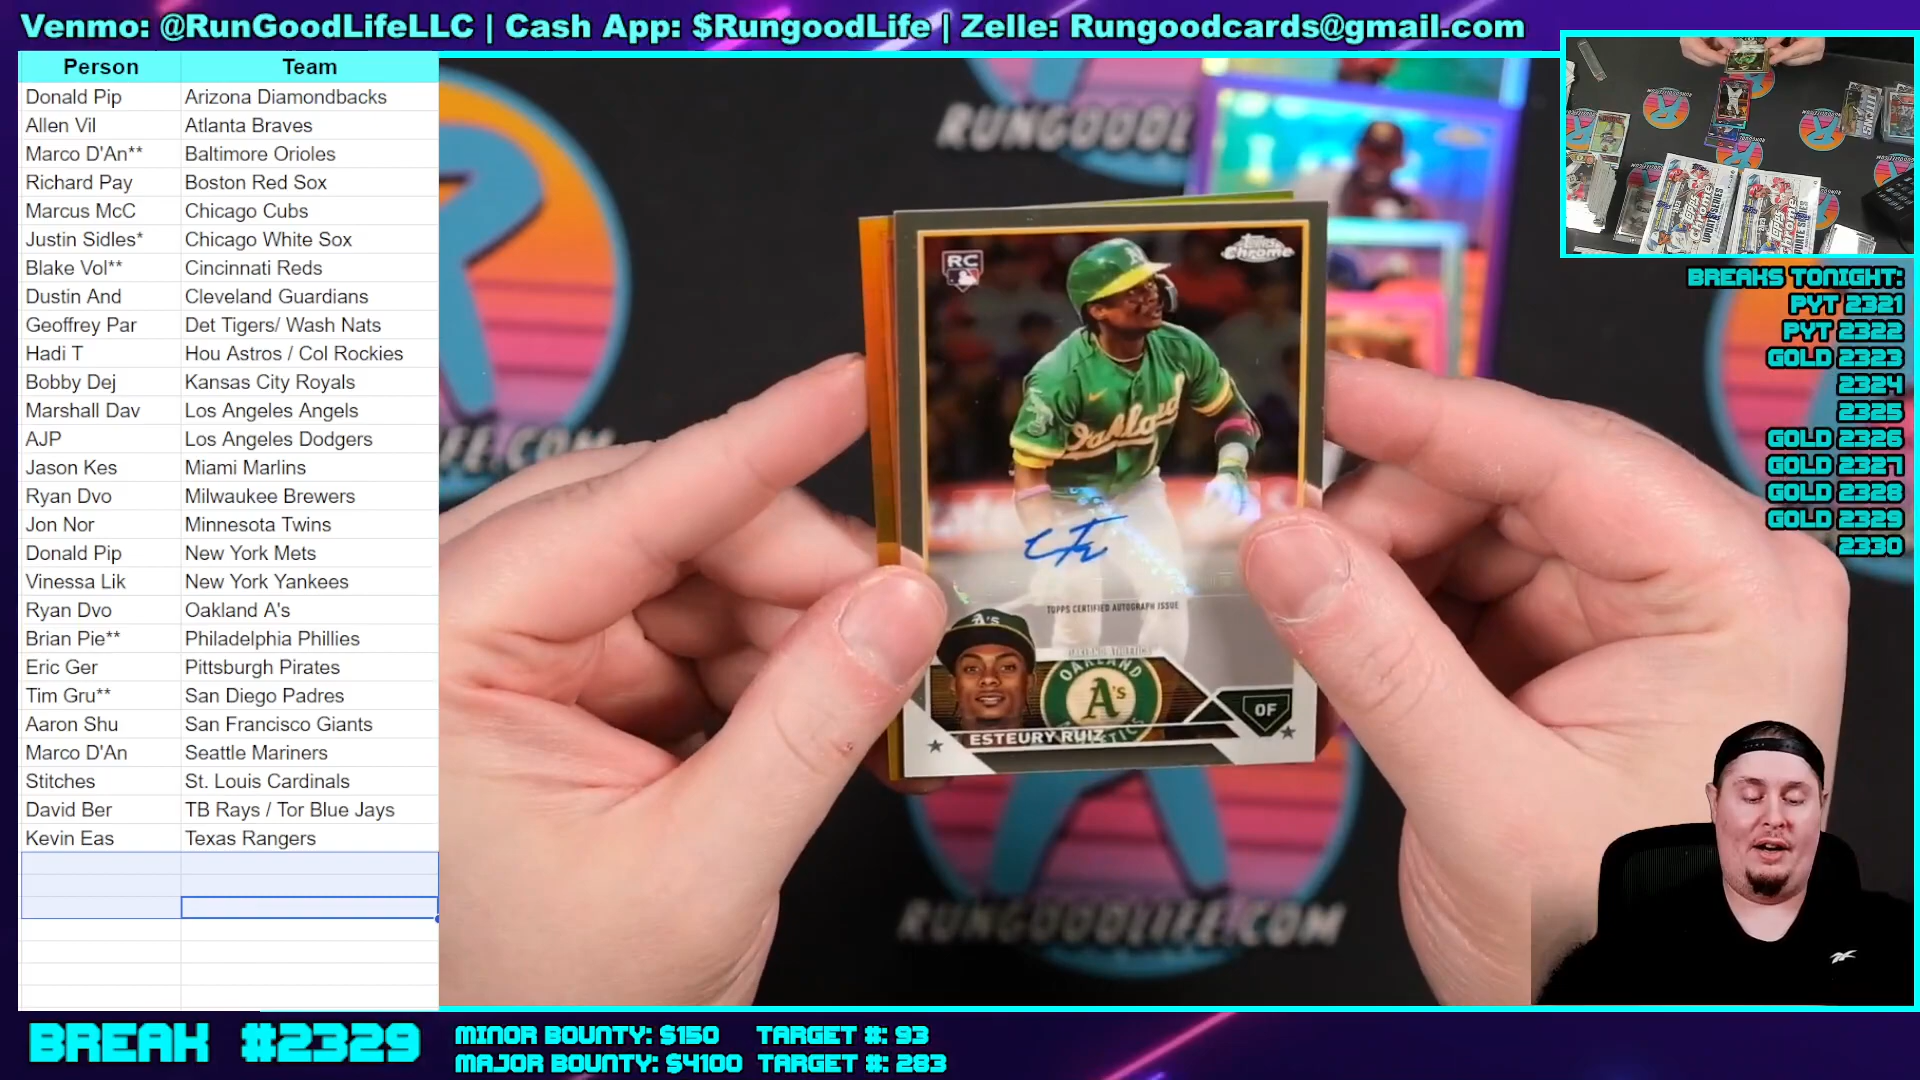 Venmo: @RunGoodLifeLLC | Cash App: $RungoodLife | Zelle: Rungoodcards@gmail.com
Person Team
Donald Pip Arizona Diamondbacks
Allen Vil Atlanta Braves
Marco D'An** Baltimore Orioles
Richard Pay Boston Red Sox
Marcus McC Chicago Cubs
Justin Sidles* Chicago White Sox
Blake Vol** Cincinnati Reds
Dustin And Cleveland Guardians
Geoffrey Par Det Tigers/ Wash Nats
Hadi T Hou Astros / Col Rockies
Bobby Dej Kansas City Royals
Marshall Dav Los Angeles Angels
AJP Los Angeles Dodgers
Jason Kes Miami Marlins
Ryan Dvo Milwaukee Brewers
Jon Nor Minnesota Twins
Donald Pip New York Mets
Vinessa Lik New York Yankees
Ryan Dvo Oakland A's
Brian Pie** Philadelphia Phillies
Eric Ger Pittsburgh Pirates
Tim Gru** San Diego Padres
Aaron Shu San Francisco Giants
Marco D'An Seattle Mariners
Stitches St. Louis Cardinals
David Ber TB Rays / Tor Blue Jays
Kevin Eas Texas Rangers
RUNGOODL
RC
Topps Chrome
Oakland
TOPPS CERTIFIED AUTOGRAPH ISSUE
A's
OAKLAND
A's
OF
ESTEURY RUIZ
LIFE.COM
RUNGOODLIFE.COM
BREAKS TONIGHT:
PYT 2321
PYT 2322
GOLD 2323
2324
2325
GOLD 2326
GOLD 2327
GOLD 2328
GOLD 2329
2330
BREAK #2329
MINOR BOUNTY: $150 TARGET #: 93
MAJOR BOUNTY: $4100 TARGET #: 283